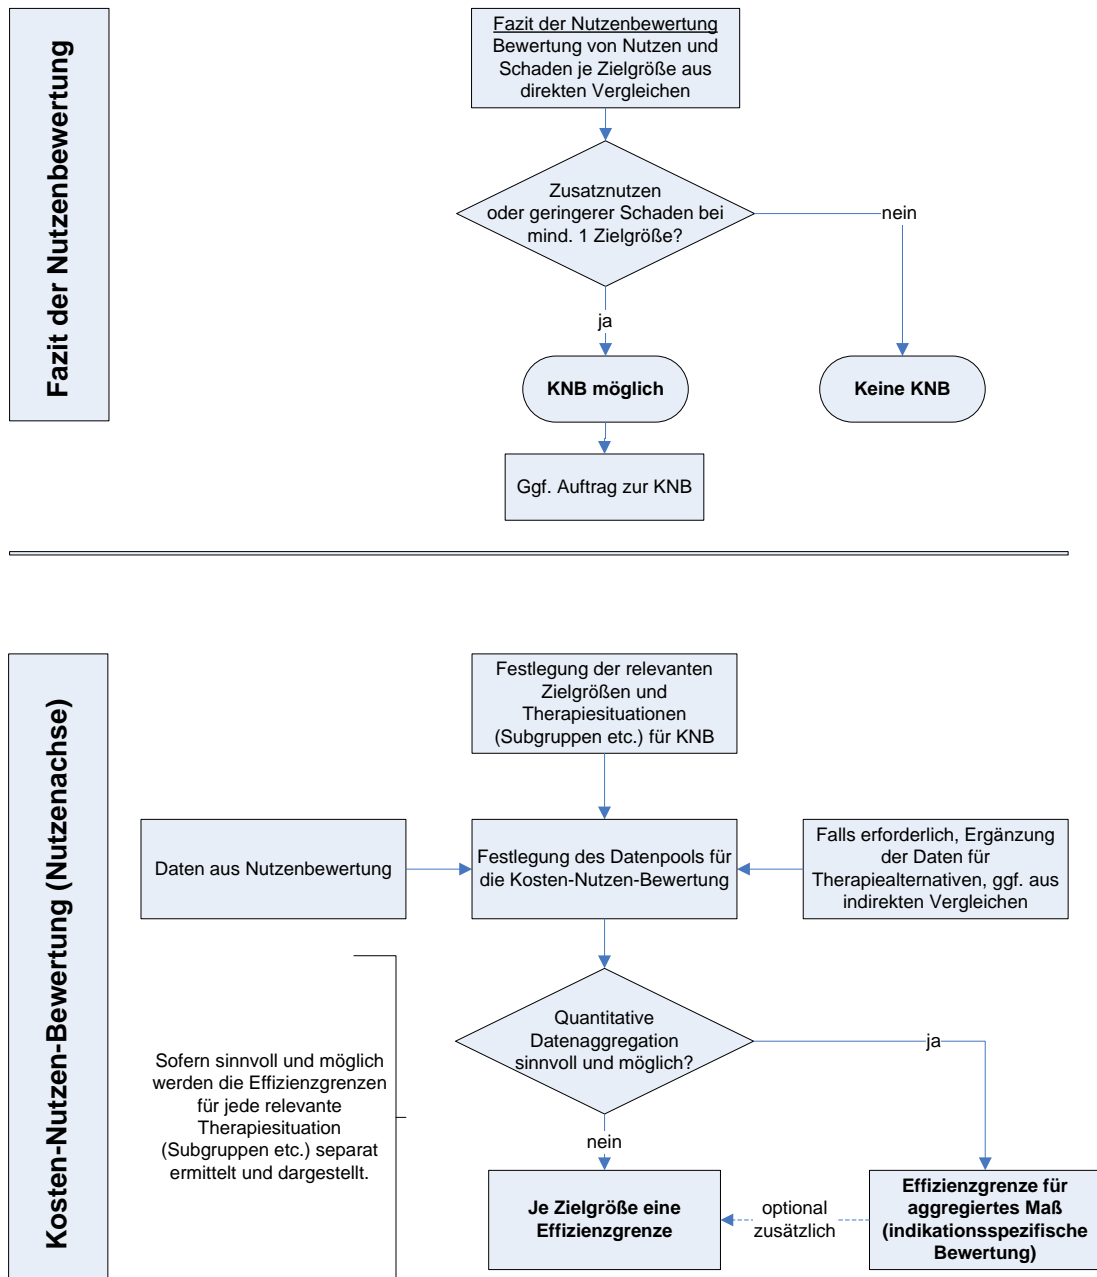 Fazit der Nutzenbewertung
Fazit der Nutzenbewertung
Bewertung von Nutzen und
Schaden je Zielgröße aus
direkten Vergleichen
Zusatznutzen
oder geringerer Schaden bei
mind. 1 Zielgröße?
nein
ja
KNB möglich
Keine KNB
Ggf. Auftrag zur KNB
Kosten-Nutzen-Bewertung (Nutzenachse)
Festlegung der relevanten
Zielgrößen und
Therapiesituationen
(Subgruppen etc.) für KNB
Daten aus Nutzenbewertung
Festlegung des Datenpools für
die Kosten-Nutzen-Bewertung
Falls erforderlich, Ergänzung
der Daten für
Therapiealternativen, ggf. aus
indirekten Vergleichen
Quantitative
Datenaggregation
sinnvoll und möglich?
ja
nein
Sofern sinnvoll und möglich
werden die Effizienzgrenzen
für jede relevante
Therapiesituation
(Subgruppen etc.) separat
ermittelt und dargestellt.
Je Zielgröße eine
Effizienzgrenze
optional
zusätzlich
Effizienzgrenze für
aggregiertes Maß
(indikationsspezifische
Bewertung)